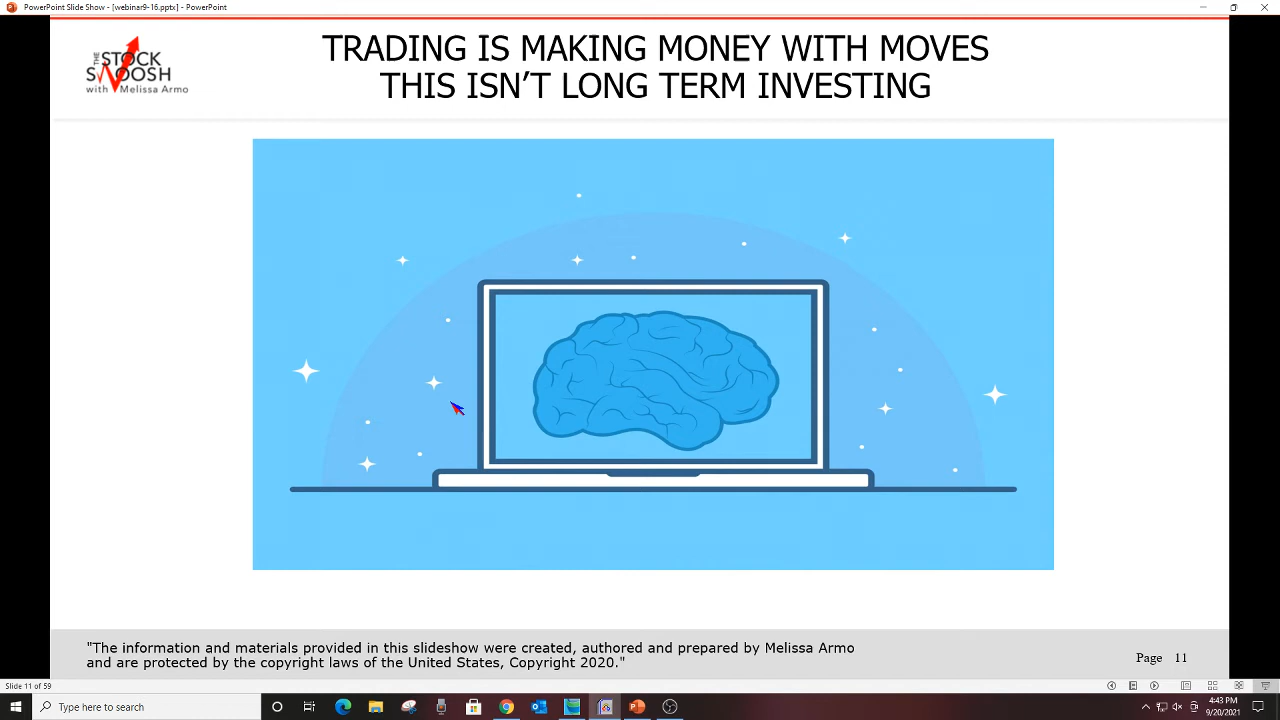 PowerPoint Slide Show - [webinar9-16.pptx] - PowerPoint
THE
STOCK
SWOOSH
with Melissa Armo
TRADING IS MAKING MONEY WITH MOVES
THIS ISN’T LONG TERM INVESTING
"The information and materials provided in this slideshow were created, authored and prepared by Melissa Armo
and are protected by the copyright laws of the United States, Copyright 2020."
Page 11
Slide 11 of 59
Type here to search
4:43 PM
9/20/2021